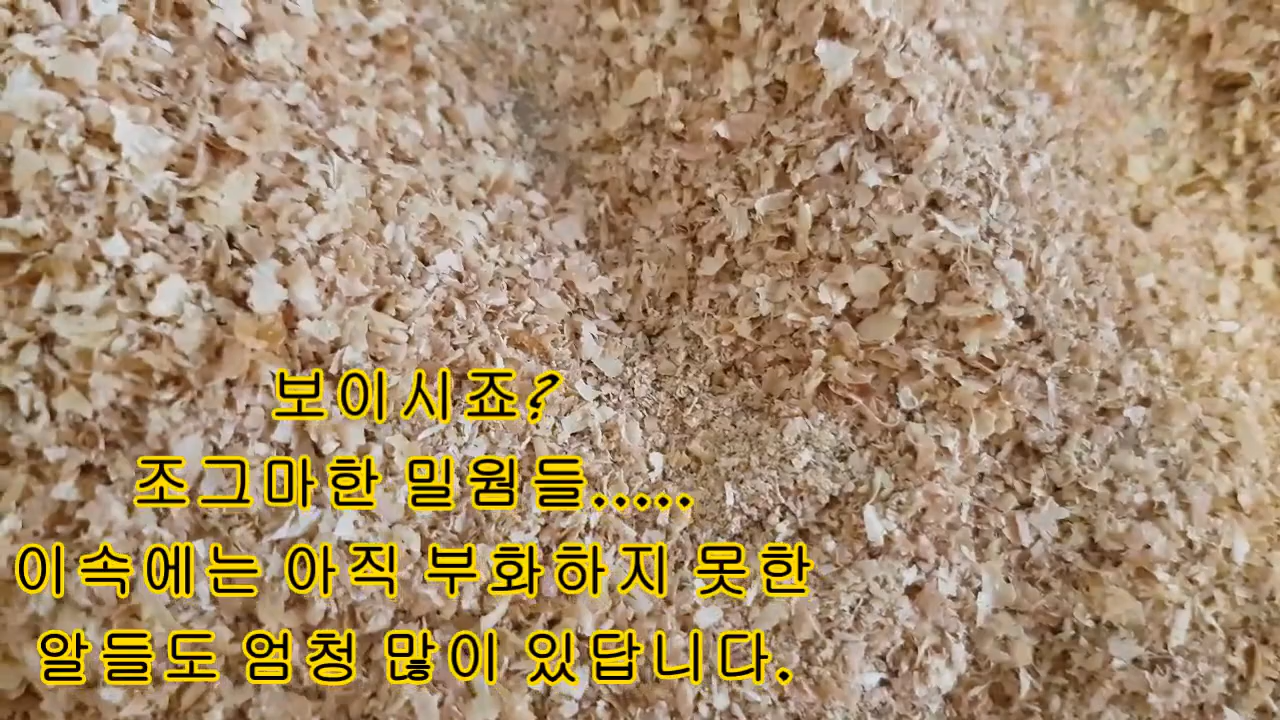 보이시죠?
조그마한 밀웜들.....
이속에는 아직 부화하지 못한
알들도 엄청 많이 있답니다.